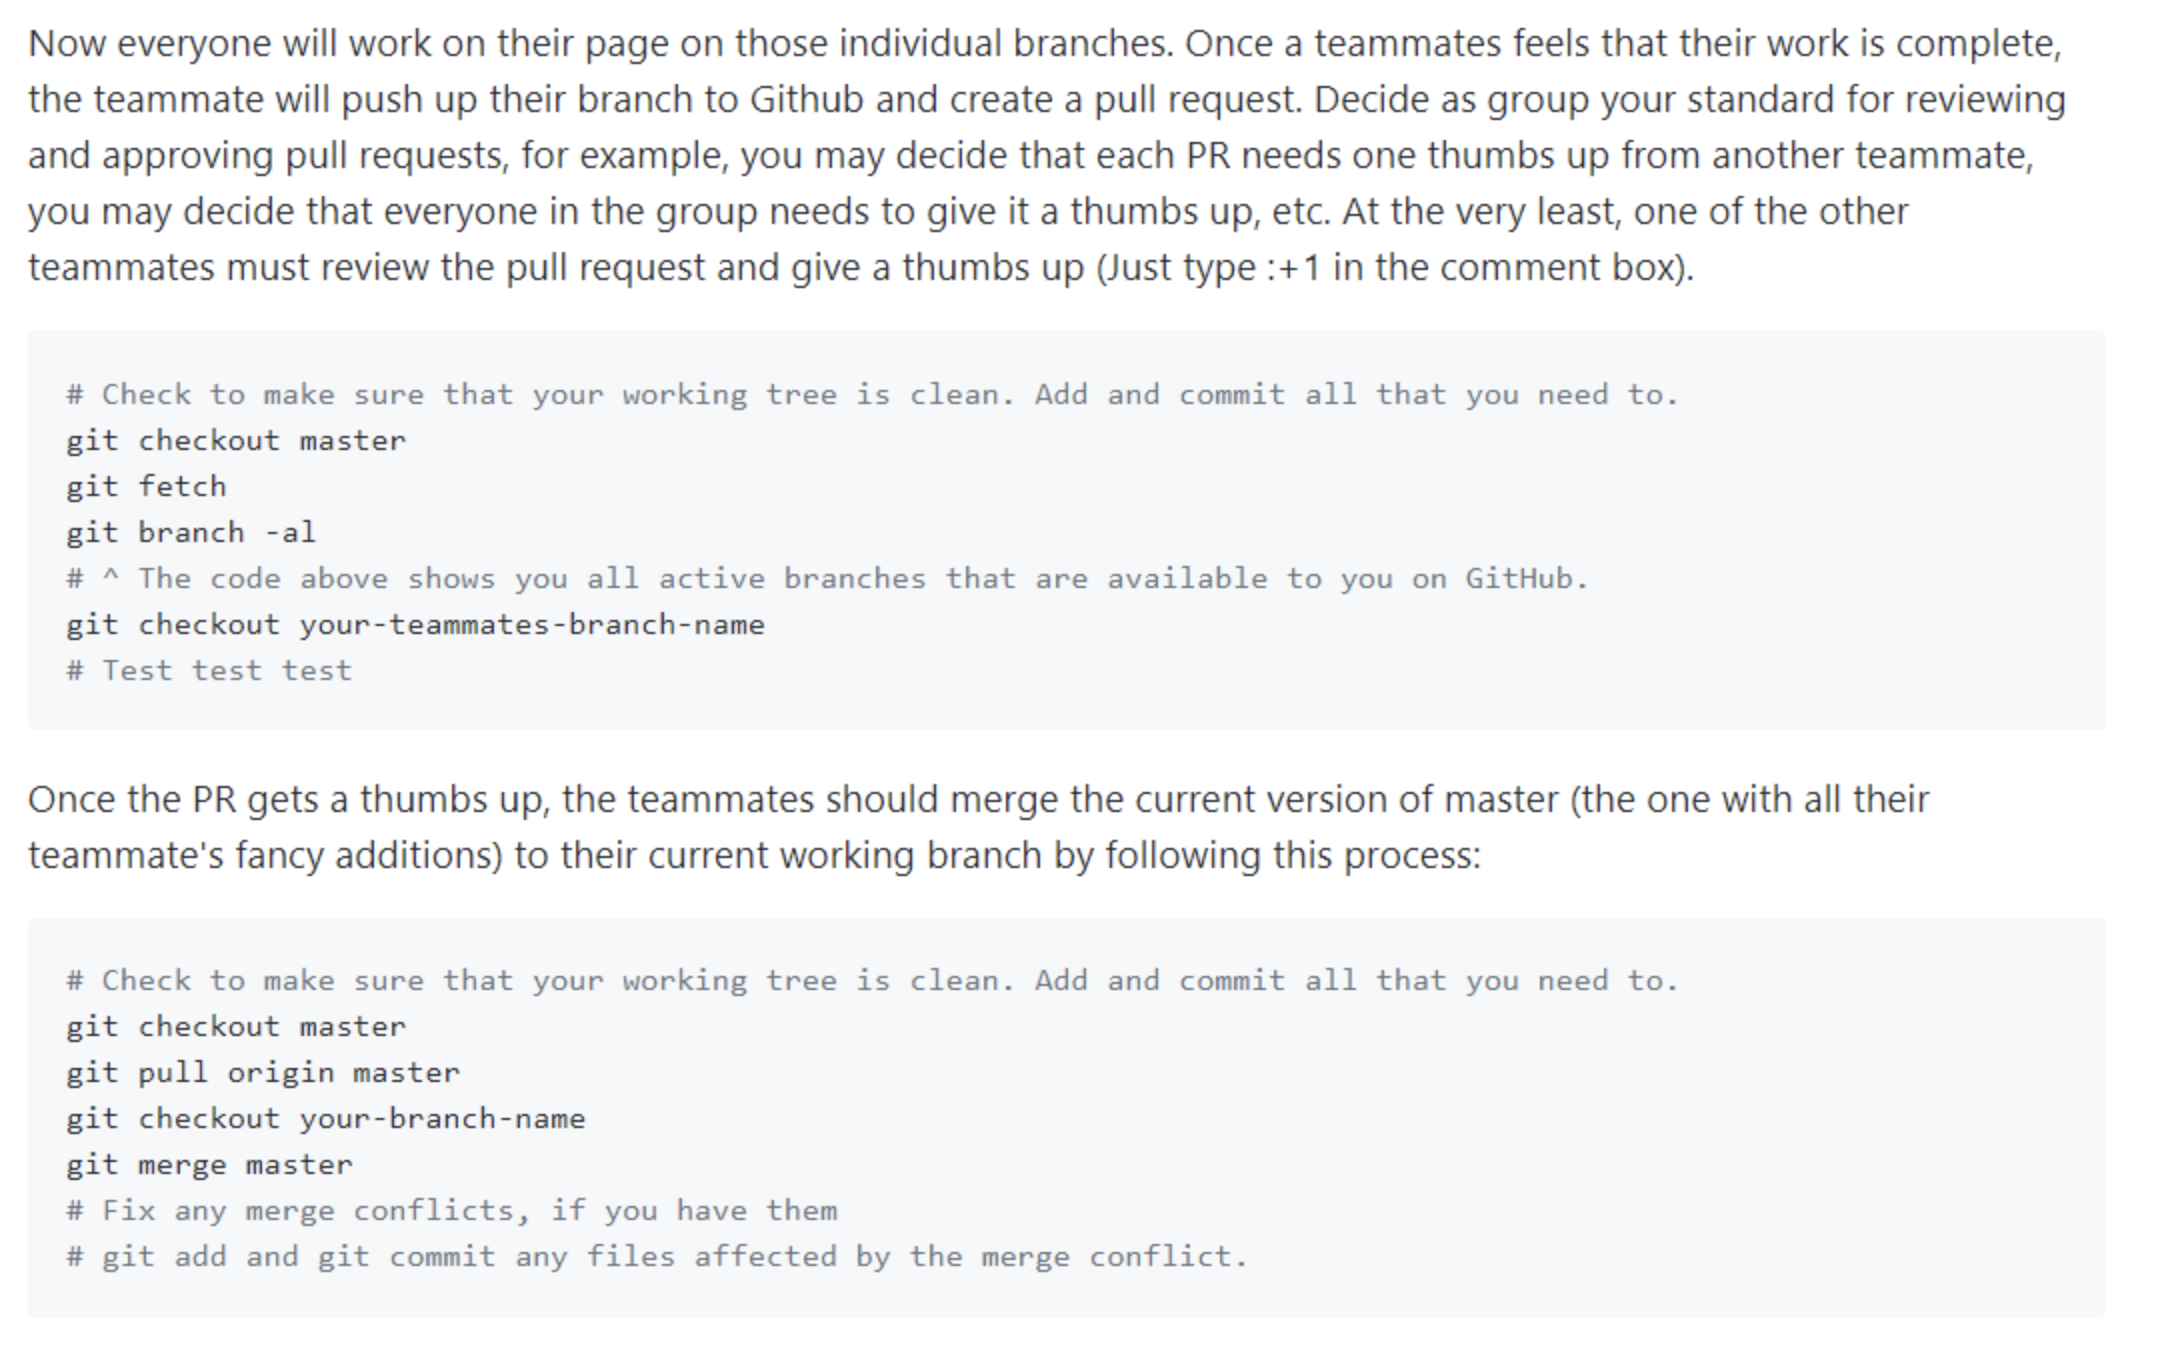 Now everyone will work on their page on those individual branches. Once a teammates feels that their work is complete,
the teammate will push up their branch to Github and create a pull request. Decide as group your standard for reviewing
and approving pull requests, for example, you may decide that each PR needs one thumbs up from another teammate,
you may decide that everyone in the group needs to give it a thumbs up, etc. At the very least, one of the other
teammates must review the pull request and give a thumbs up (Just type :+1 in the comment box).
# Check to make sure that your working tree is clean. Add and commit all that you need to.
git checkout master
git fetch
git branch -al
# ^ The code above shows you all active branches that are available to you on GitHub.
git checkout your-teammates-branch-name
# Test test test
Once the PR gets a thumbs up, the teammates should merge the current version of master (the one with all their
teammate's fancy additions) to their current working branch by following this process:
# Check to make sure that your working tree is clean. Add and commit all that you need to.
git checkout master
git pull origin master
git checkout your-branch-name
git merge master
# Fix any merge conflicts, if you have them
# git add and git commit any files affected by the merge conflict.